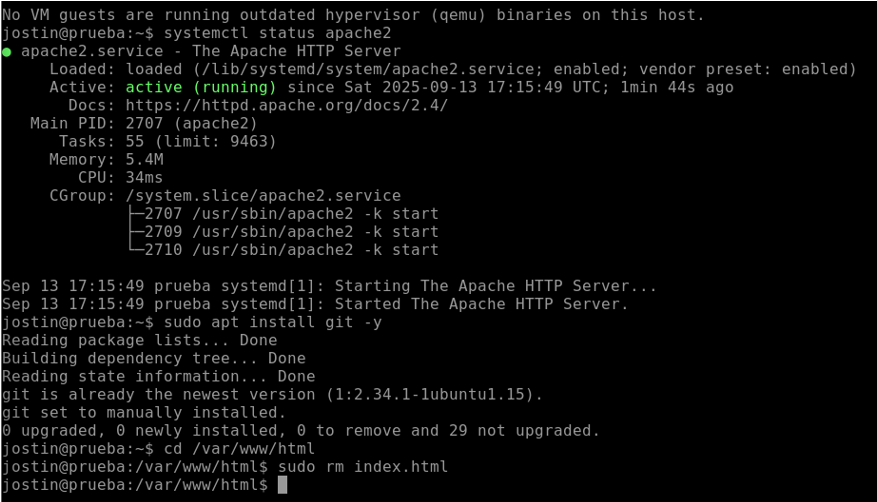 No VM guests are running outdated hypervisor (qemu) binaries on this host.
jostin@prueba:~$ systemctl status apache2
● apache2.service - The Apache HTTP Server
     Loaded: loaded (/lib/systemd/system/apache2.service; enabled; vendor preset: enabled)
     Active: active (running) since Sat 2025-09-13 17:15:49 UTC; 1min 44s ago
       Docs: https://httpd.apache.org/docs/2.4/
   Main PID: 2707 (apache2)
      Tasks: 55 (limit: 9463)
     Memory: 5.4M
        CPU: 34ms
     CGroup: /system.slice/apache2.service
             ├─2707 /usr/sbin/apache2 -k start
             ├─2709 /usr/sbin/apache2 -k start
             └─2710 /usr/sbin/apache2 -k start

Sep 13 17:15:49 prueba systemd[1]: Starting The Apache HTTP Server...
Sep 13 17:15:49 prueba systemd[1]: Started The Apache HTTP Server.
jostin@prueba:~$ sudo apt install git -y
Reading package lists... Done
Building dependency tree... Done
Reading state information... Done
git is already the newest version (1:2.34.1-1ubuntu1.15).
git set to manually installed.
0 upgraded, 0 newly installed, 0 to remove and 29 not upgraded.
jostin@prueba:~$ cd /var/www/html
jostin@prueba:/var/www/html$ sudo rm index.html
jostin@prueba:/var/www/html$